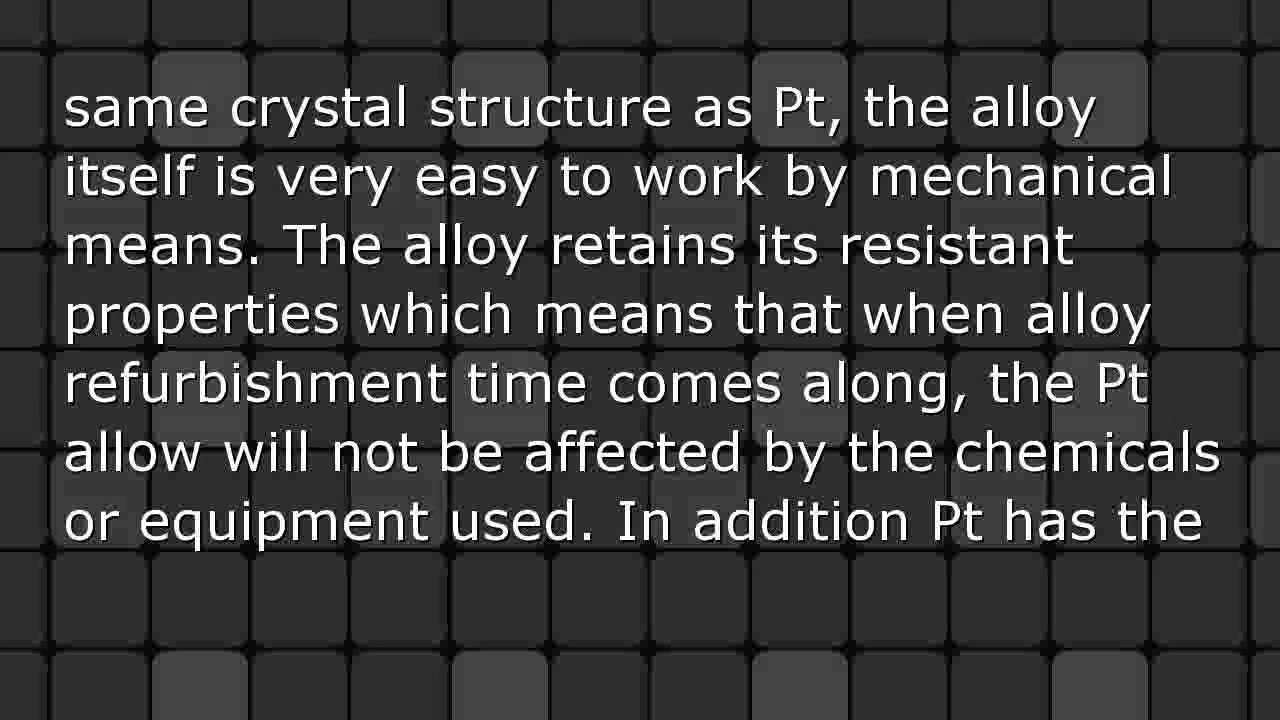 same crystal structure as Pt, the alloy
itself is very easy to work by mechanical
means. The alloy retains its resistant
properties which means that when alloy
refurbishment time comes along, the Pt
allow will not be affected by the chemicals
or equipment used. In addition Pt has the